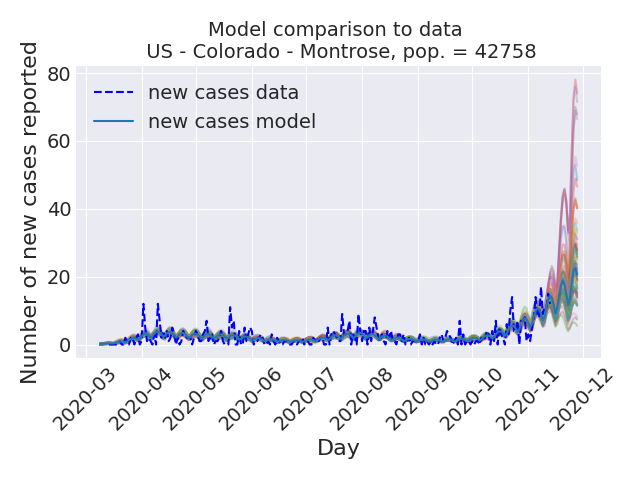 Model comparison to data
US - Colorado - Montrose, pop. = 42758
Number of new cases reported
80
60
40
20
0
new cases data
new cases model
2020-03
2020-04
2020-05
2020-06
2020-07
2020-08
2020-09
2020-10
2020-11
2020-12
Day